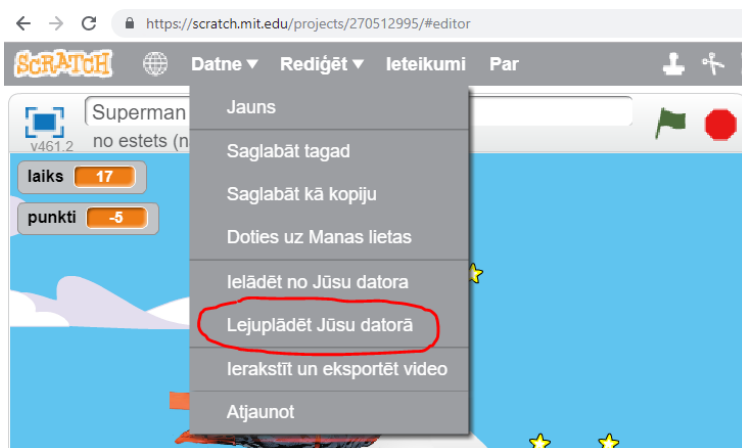 https://scratch.mit.edu/projects/270512995/#editor
SCRATCH Datne Rediģēt Ieteikumi Par
Superman
v461.2 no estets (n
laiks 17
punkti -5
Jauns
Saglabāt tagad
Saglabāt kā kopiju
Doties uz Manas lietas
Ielādēt no Jūsu datora
Lejuplādēt Jūsu datorā
Ierakstīt un eksportēt video
Atjaunot